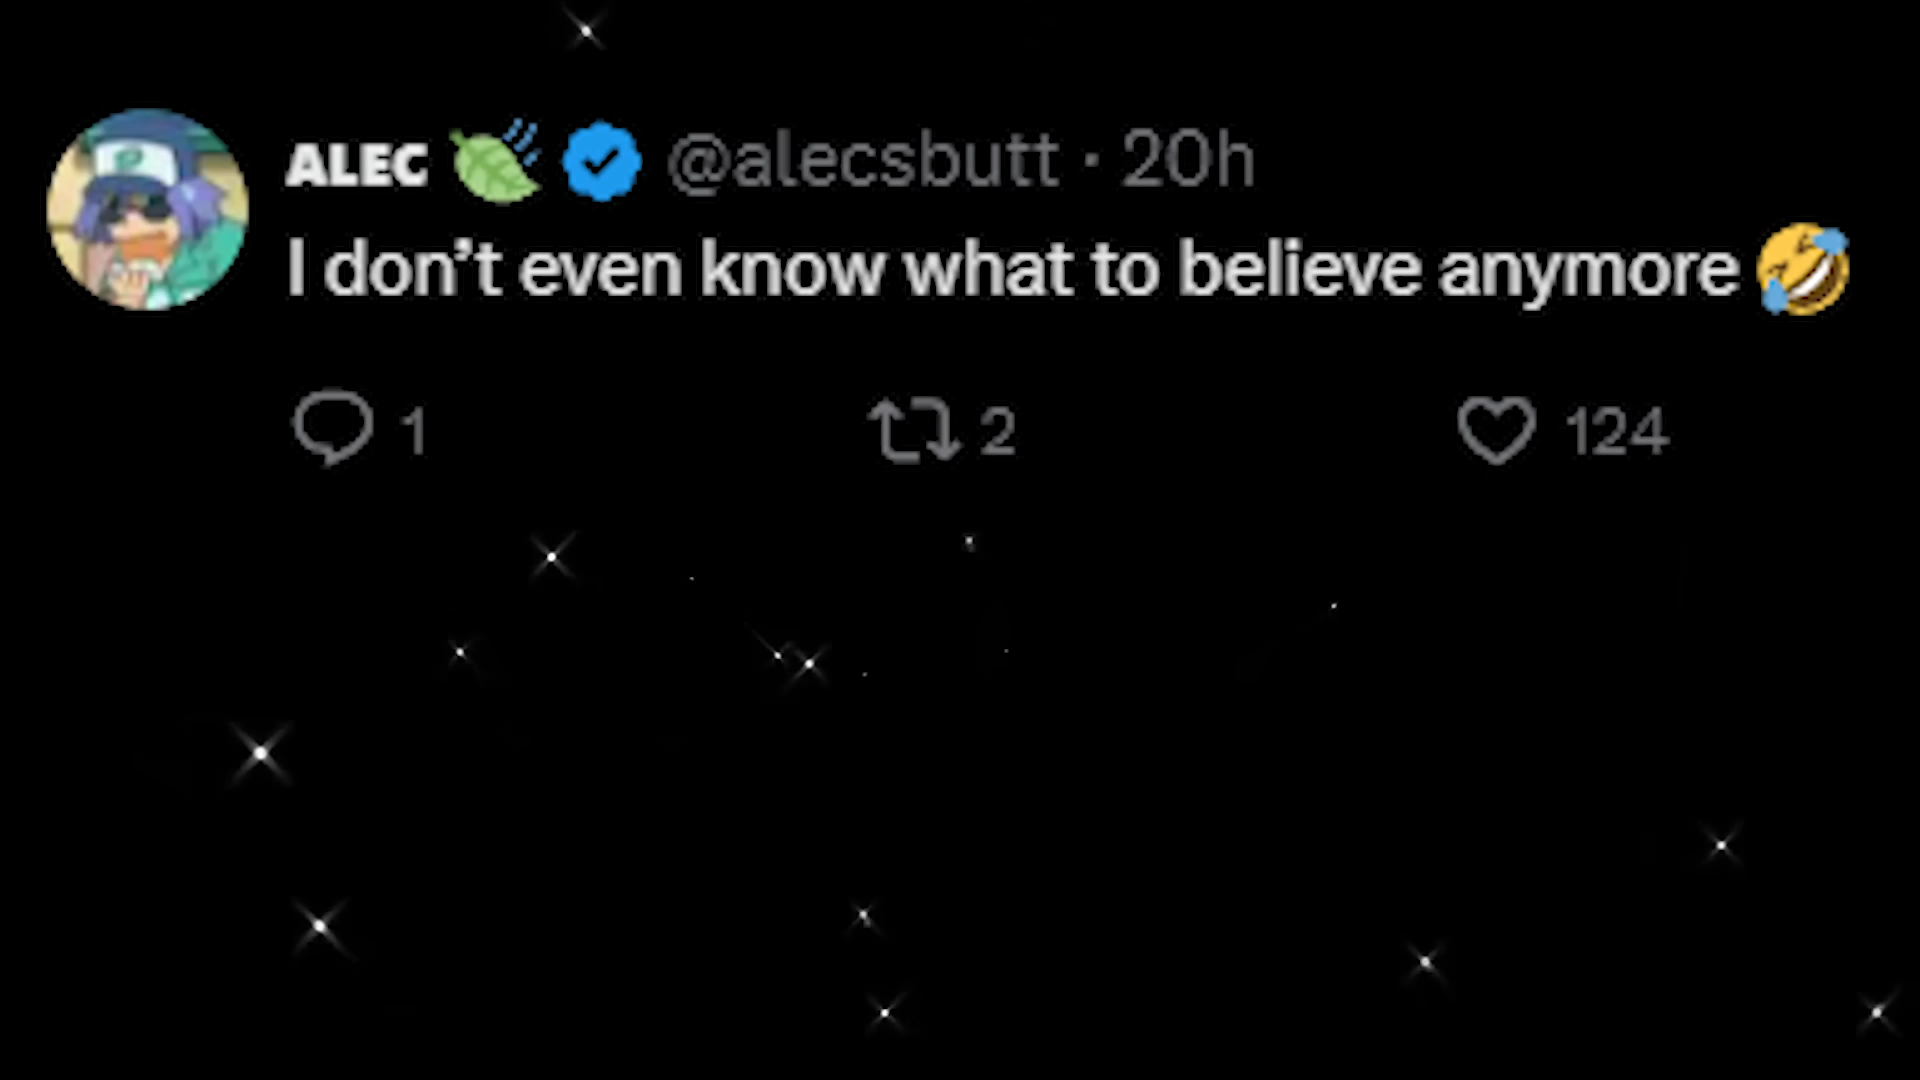 ALEC 🍃 @alecsbutt · 20h
I don’t even know what to believe anymore 🤣
1 2 124